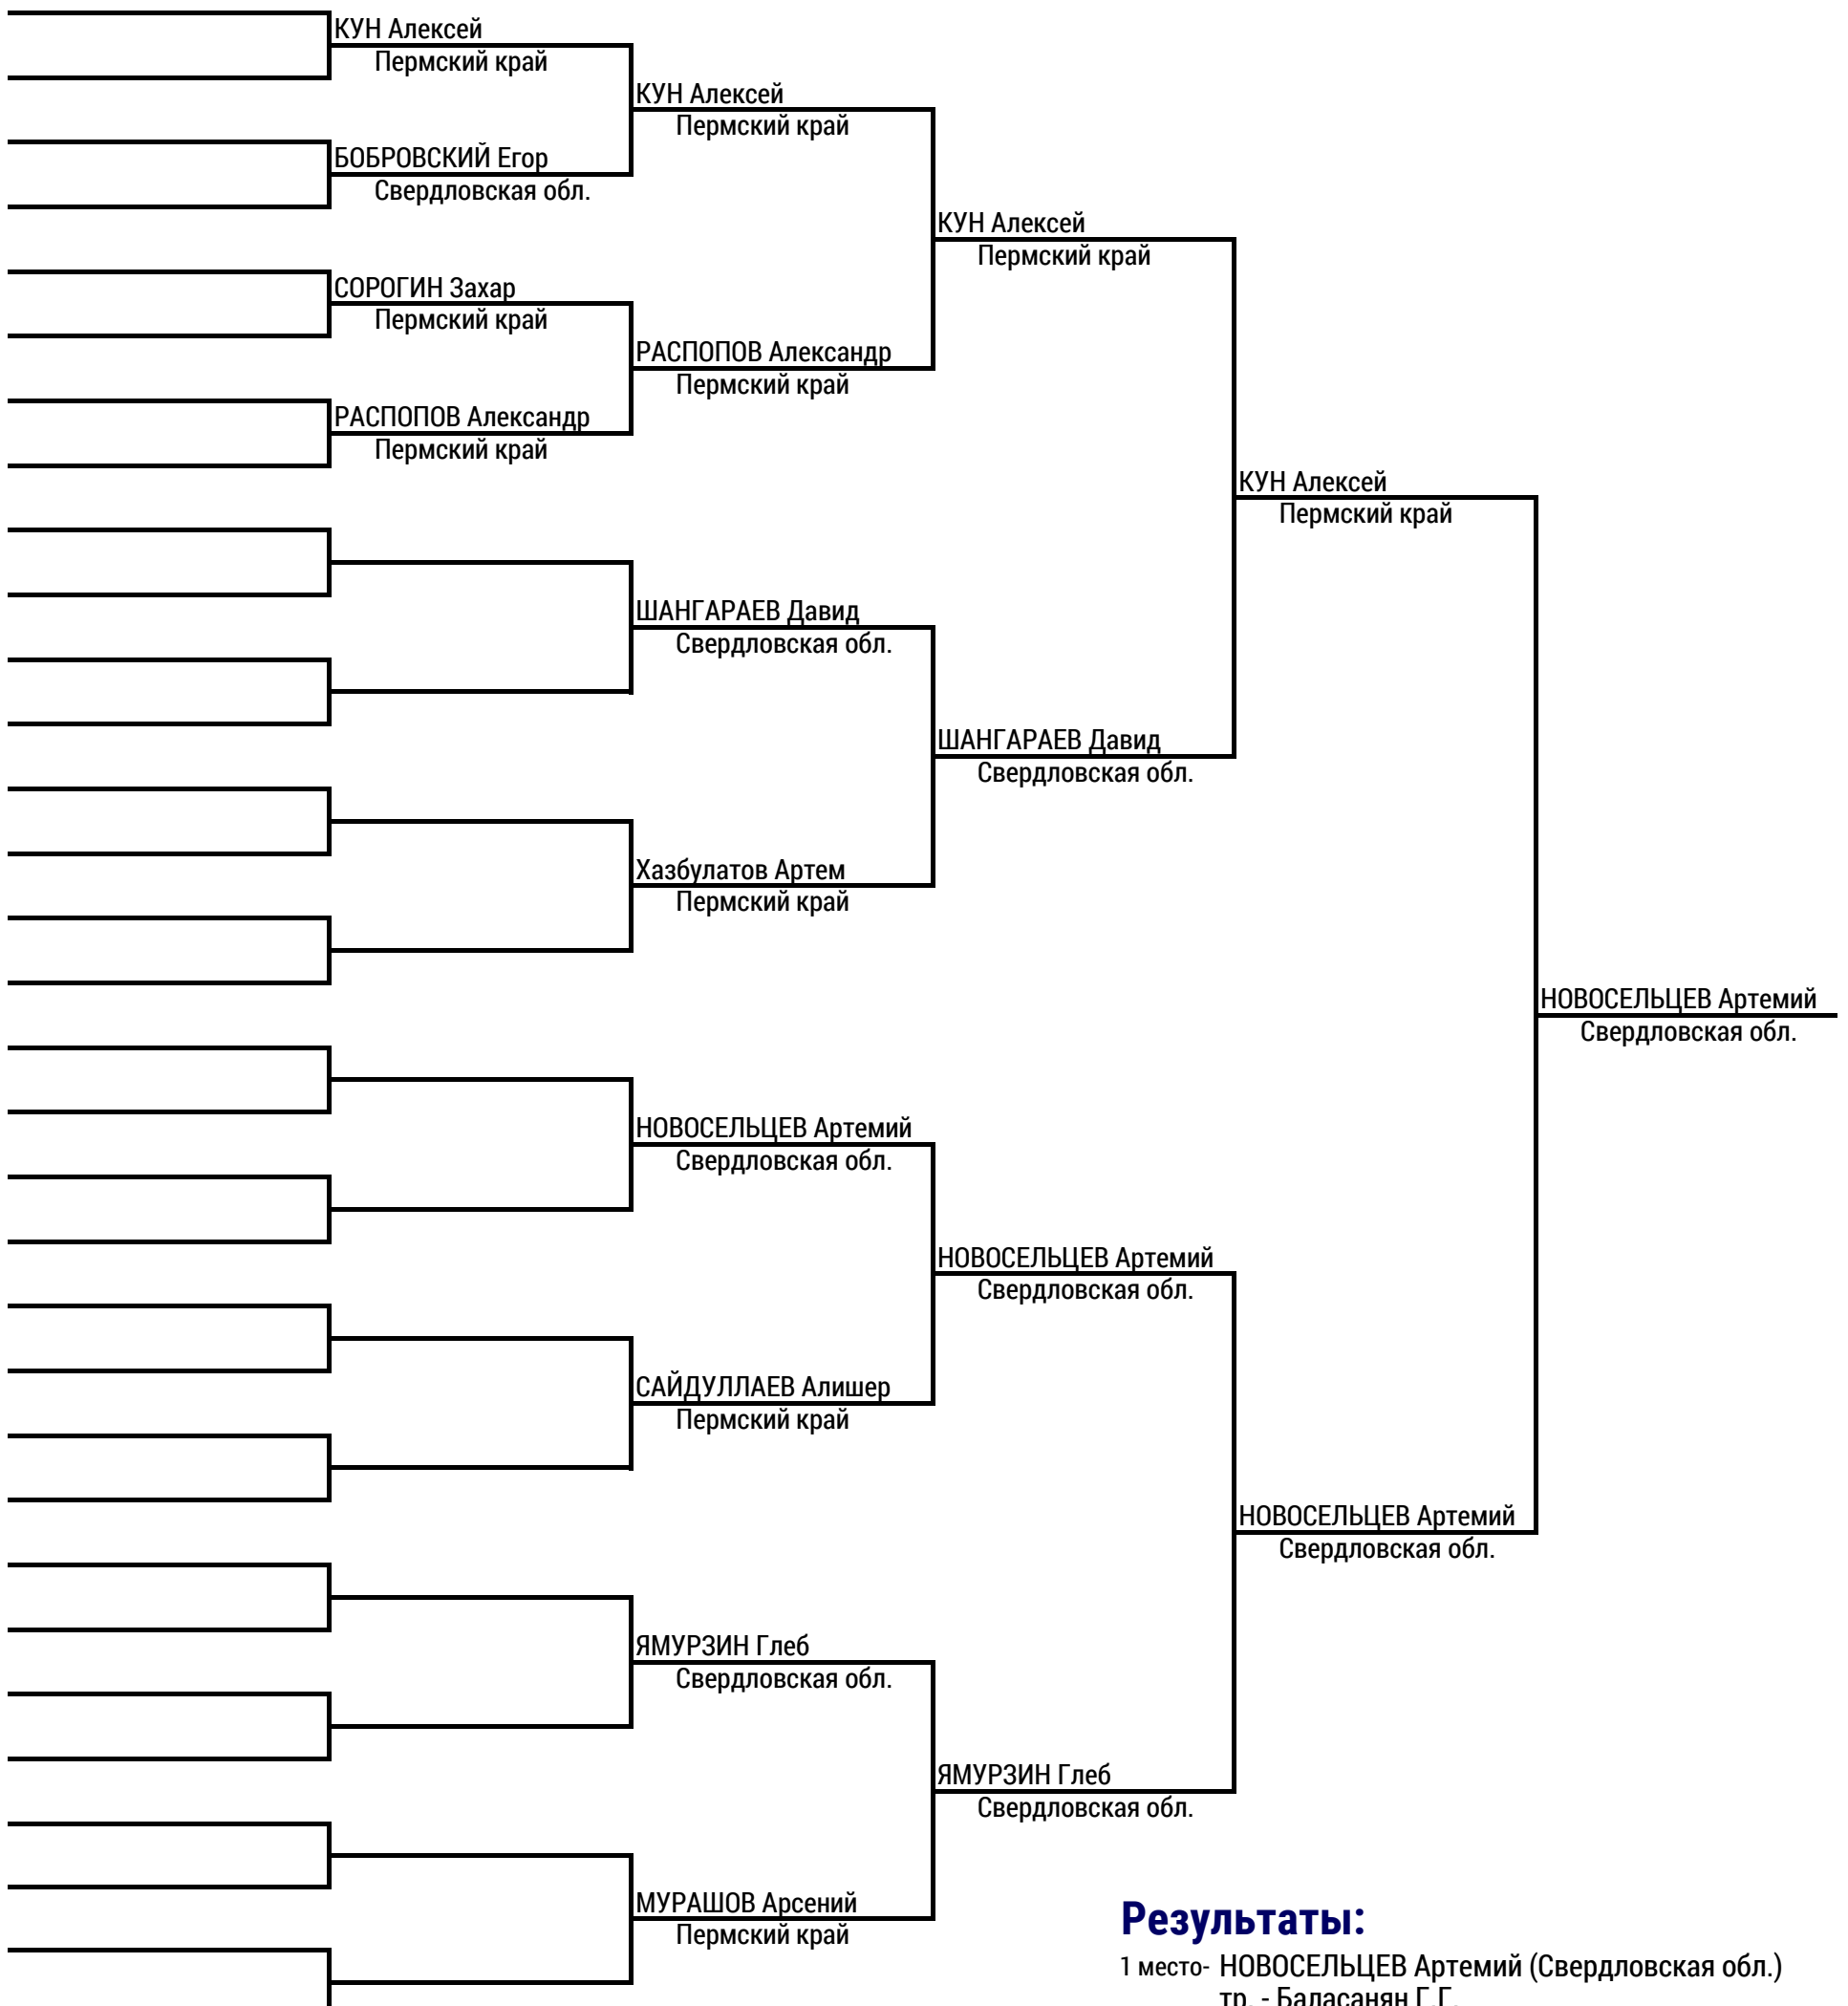 КУН Алексей
Пермский край
БОБРОВСКИЙ Егор
Свердловская обл.
СОРОГИН Захар
Пермский край
РАСПОПОВ Александр
Пермский край
КУН Алексей
Пермский край
РАСПОПОВ Александр
Пермский край
ШАНГАРАЕВ Давид
Свердловская обл.
Хазбулатов Артем
Пермский край
НОВОСЕЛЬЦЕВ Артемий
Свердловская обл.
САЙДУЛЛАЕВ Алишер
Пермский край
ЯМУРЗИН Глеб
Свердловская обл.
МУРАШОВ Арсений
Пермский край
КУН Алексей
Пермский край
ШАНГАРАЕВ Давид
Свердловская обл.
НОВОСЕЛЬЦЕВ Артемий
Свердловская обл.
ЯМУРЗИН Глеб
Свердловская обл.
КУН Алексей
Пермский край
НОВОСЕЛЬЦЕВ Артемий
Свердловская обл.
НОВОСЕЛЬЦЕВ Артемий
Свердловская обл.
Результаты:
1 место- НОВОСЕЛЬЦЕВ Артемий (Свердловская обл.)
тр. - Баласанян Г.Г.